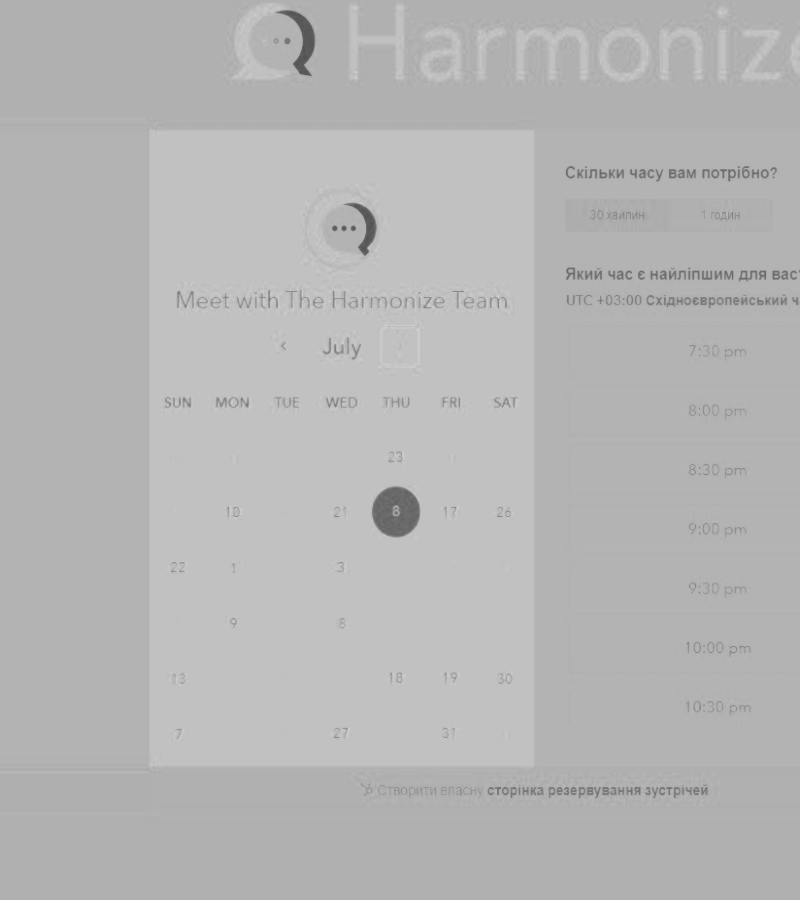 Harmonize
Meet with The Harmonize Team
July
SUN MON TUE WED THU FRI SAT
23
10 21 8 17 26
22 1 3
9 8
13 18 19 30
7 27 31
Скільки часу вам потрібно?
30 хвилин 1 годин
Який час є найліпшим для вас
UTC +03:00 Східноєвропейський ч
7:30 pm
8:00 pm
8:30 pm
9:00 pm
9:30 pm
10:00 pm
10:30 pm
Створити власну сторінка резервування зустрічей